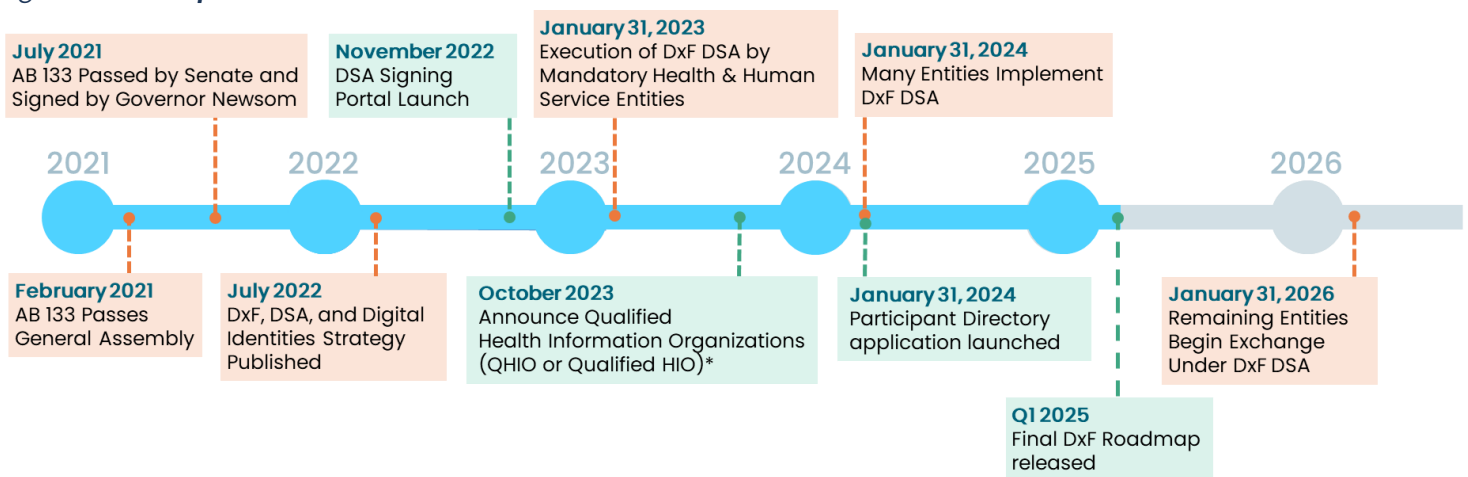 July 2021
AB 133 Passed by Senate and
Signed by Governor Newsom
November 2022
DSA Signing
Portal Launch
January 31, 2023
Execution of DxF DSA by
Mandatory Health & Human
Service Entities
January 31, 2024
Many Entities Implement
DxF DSA
2021
2022
2023
2024
2025
2026
February 2021
AB 133 Passes
General Assembly
July 2022
DxF, DSA, and Digital
Identities Strategy
Published
October 2023
Announce Qualified
Health Information Organizations
(QHIO or Qualified HIO)*
January 31, 2024
Participant Directory
application launched
Q1 2025
Final DxF Roadmap
released
January 31, 2026
Remaining Entities
Begin Exchange
Under DxF DSA